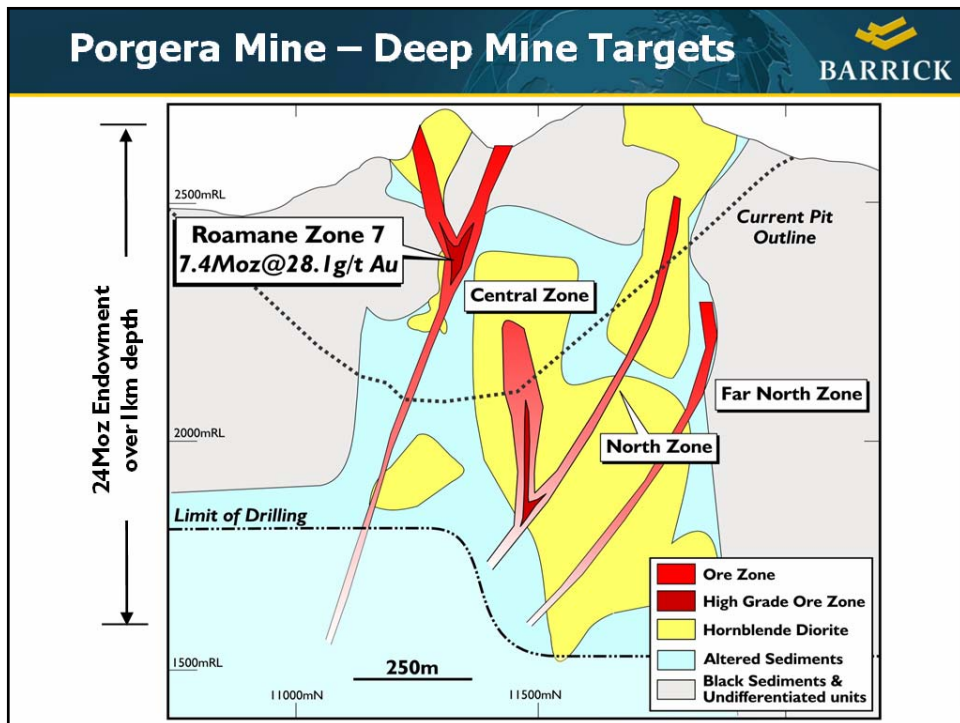 Porgera Mine – Deep Mine Targets
BARRICK
24Moz Endowment
over 1km depth
2500mRL
Roamane Zone 7
7.4Moz@28.1g/t Au
Current Pit
Outline
Central Zone
Far North Zone
2000mRL
North Zone
Limit of Drilling
Ore Zone
High Grade Ore Zone
Hornblende Diorite
Altered Sediments
Black Sediments &
Undifferentiated units
1500mRL
250m
11000mN
11500mN